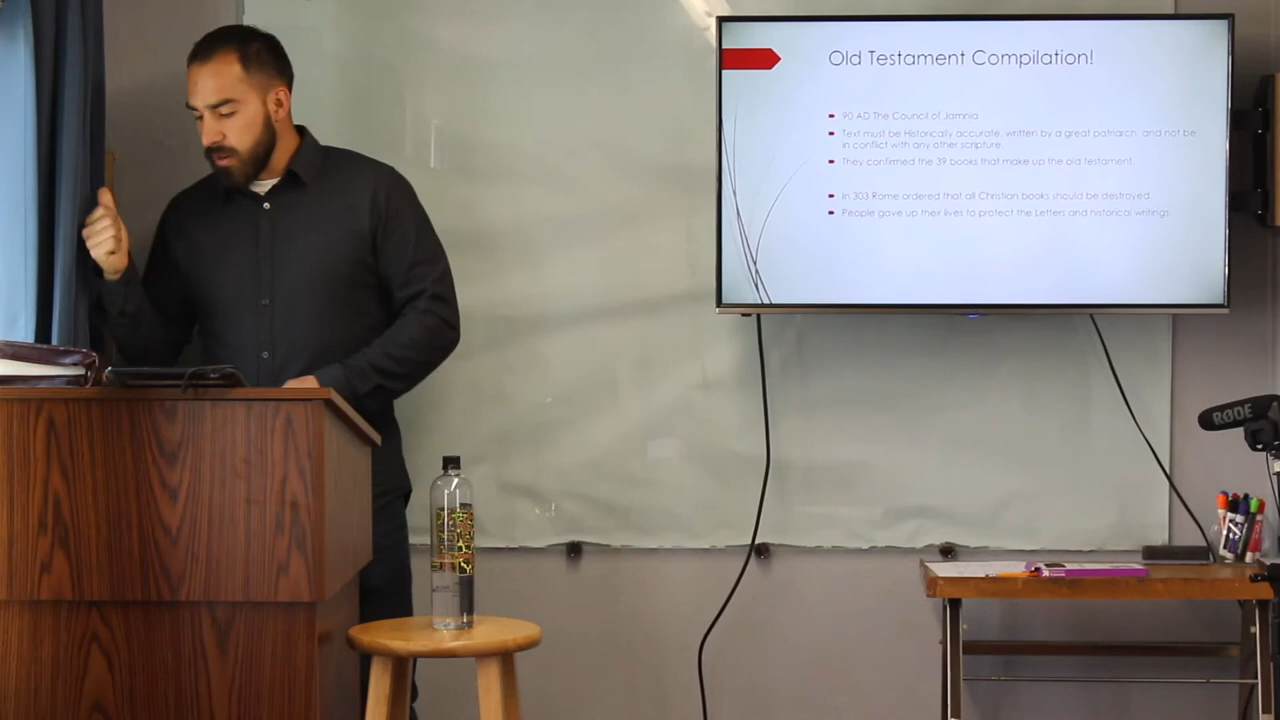 Old Testament Compilation!
90 AD The Council of Jamnia
Text must be Historically accurate, written by a great patriarch, and not be
in conflict with any other scripture.
They confirmed the 39 books that make up the old testament.
In 303 Rome ordered that all Christian books should be destroyed.
People gave up their lives to protect the Letters and historical writings.
RØDE